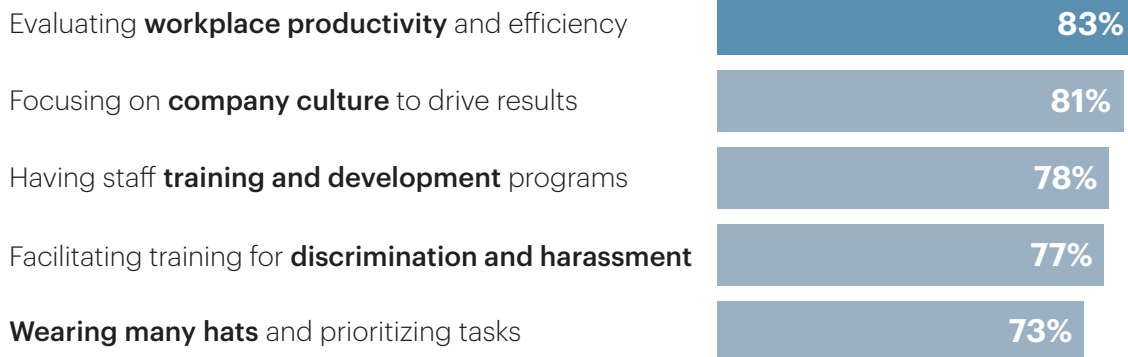 Evaluating workplace productivity and efficiency 83%
Focusing on company culture to drive results 81%
Having staff training and development programs 78%
Facilitating training for discrimination and harassment 77%
Wearing many hats and prioritizing tasks 73%